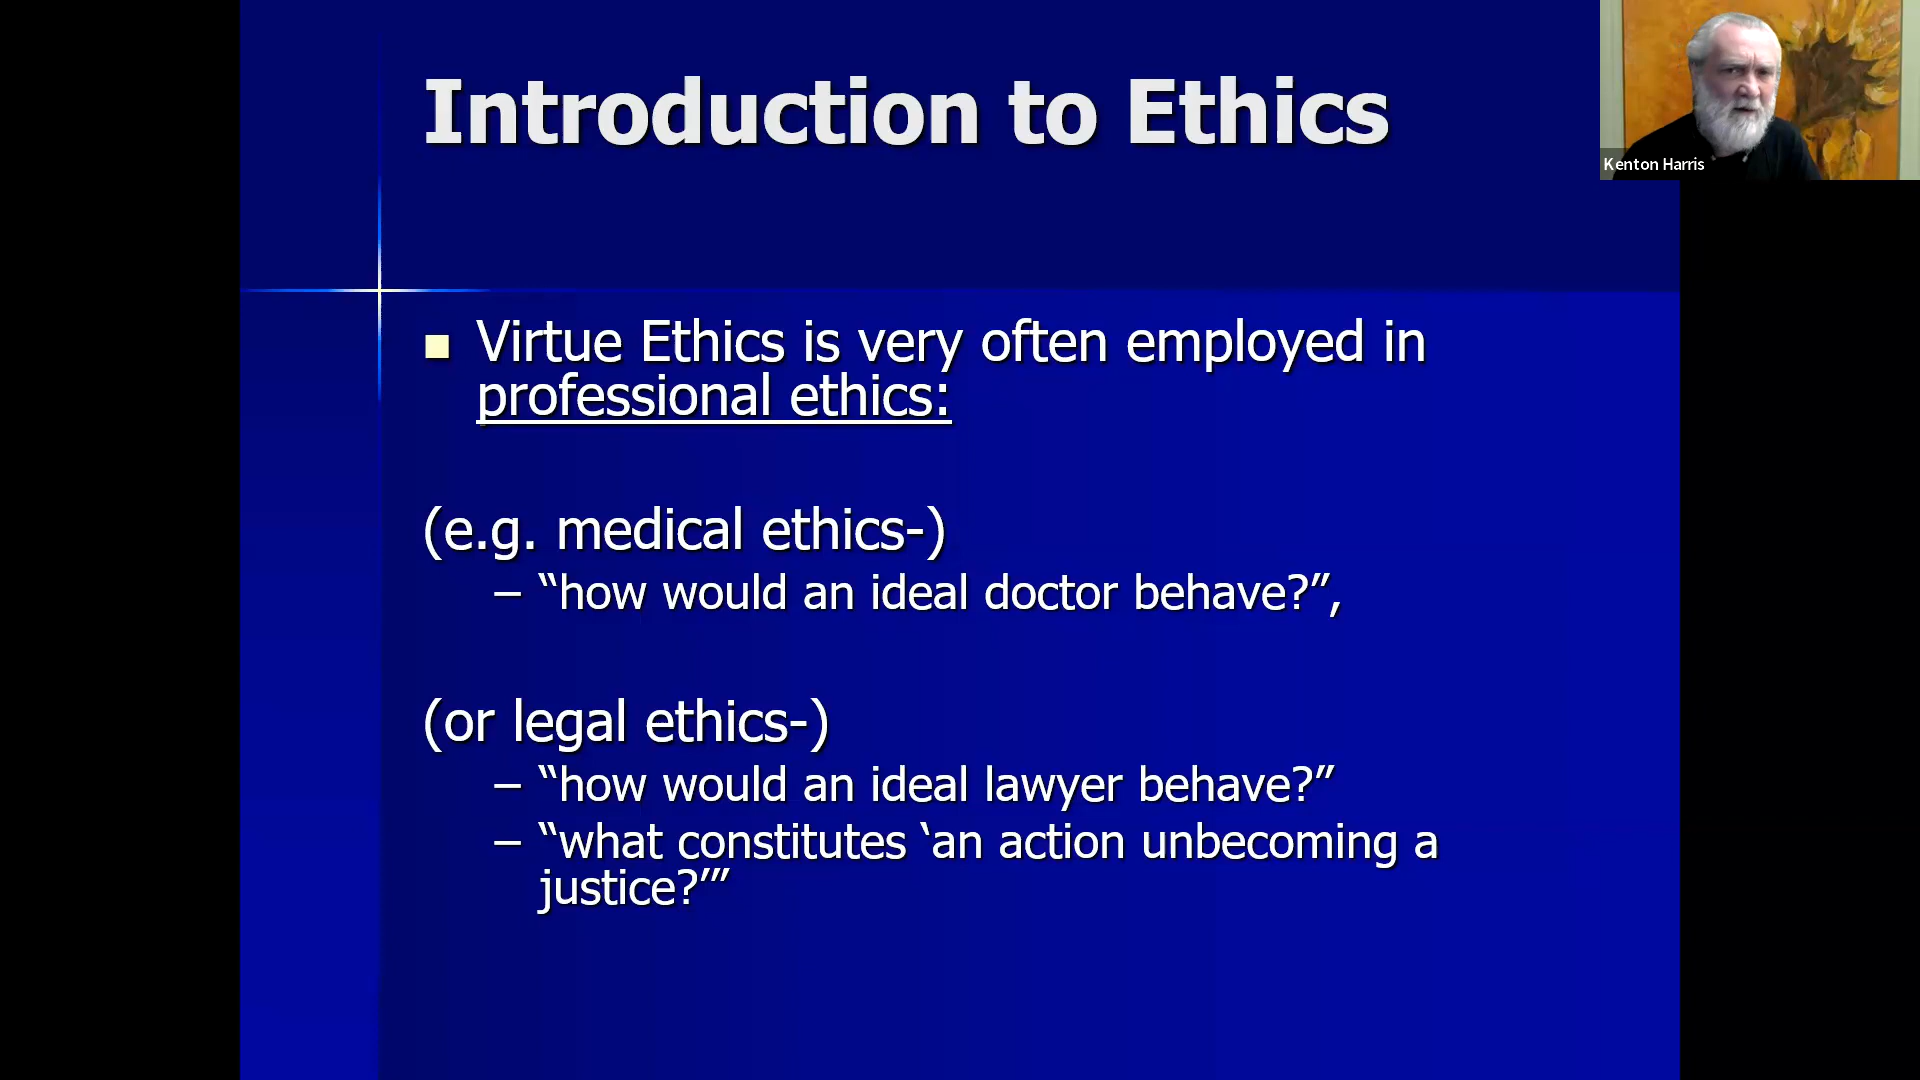 Introduction to Ethics
Kenton Harris
■ Virtue Ethics is very often employed in
professional ethics:
(e.g. medical ethics-)
– “how would an ideal doctor behave?”,
(or legal ethics-)
– “how would an ideal lawyer behave?”
– “what constitutes ‘an action unbecoming a
justice?’”